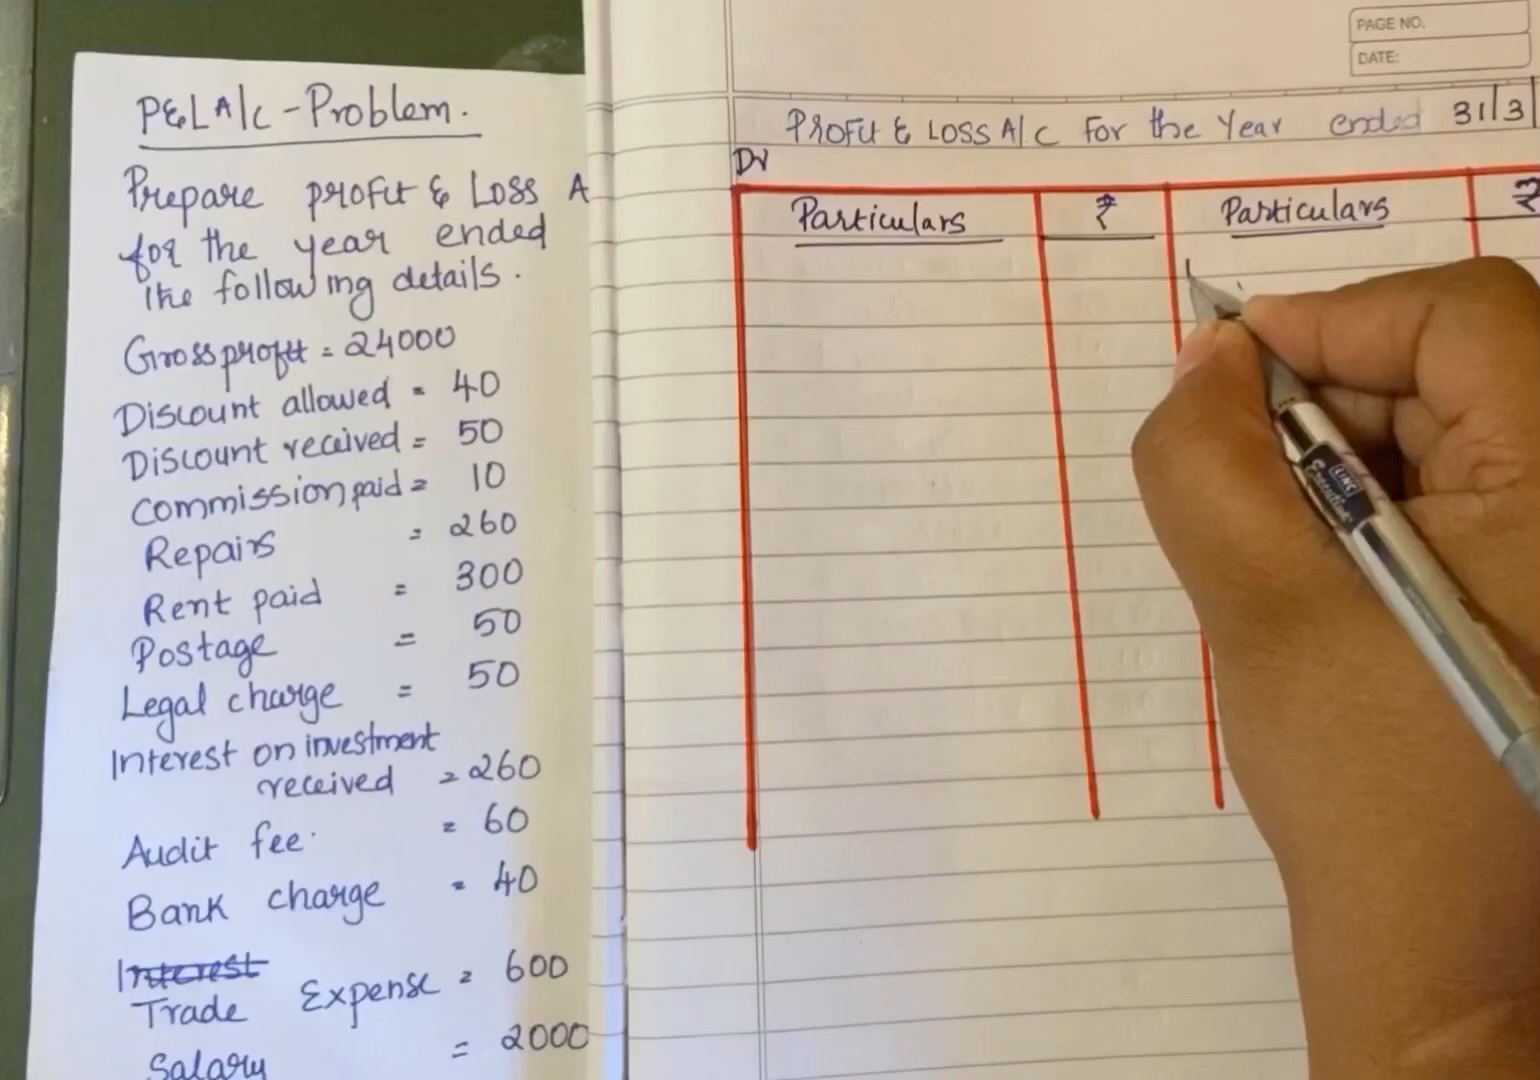 P&L A/c - Problem.
Prepare profit & Loss A
for the year ended
the following details.
Gross profit = 24000
Discount allowed = 40
Discount received = 50
Commission paid = 10
Repairs = 260
Rent paid = 300
Postage = 50
Legal charge = 50
Interest on investment
received = 260
Audit fee = 60
Bank charge = 40
Interest
Trade Expense = 600
Salary = 2000
PAGE NO.
DATE:
Profit & Loss A/c For the Year ended 31/3/
Dr
Particulars ₹ Particulars ₹
LINC
Executive